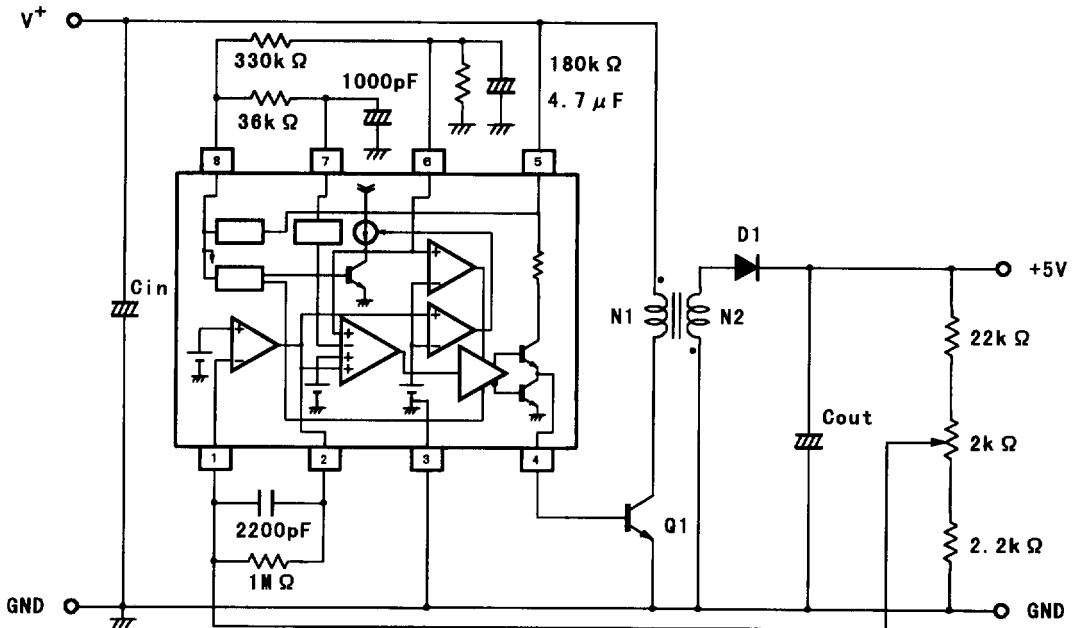 V+
330kΩ
1000pF
36kΩ
180kΩ
4.7μF
8
7
6
5
Cin
D1
+5V
N1
N2
22kΩ
Cout
2kΩ
1
2
3
4
2200pF
Q1
2.2kΩ
1MΩ
GND
GND